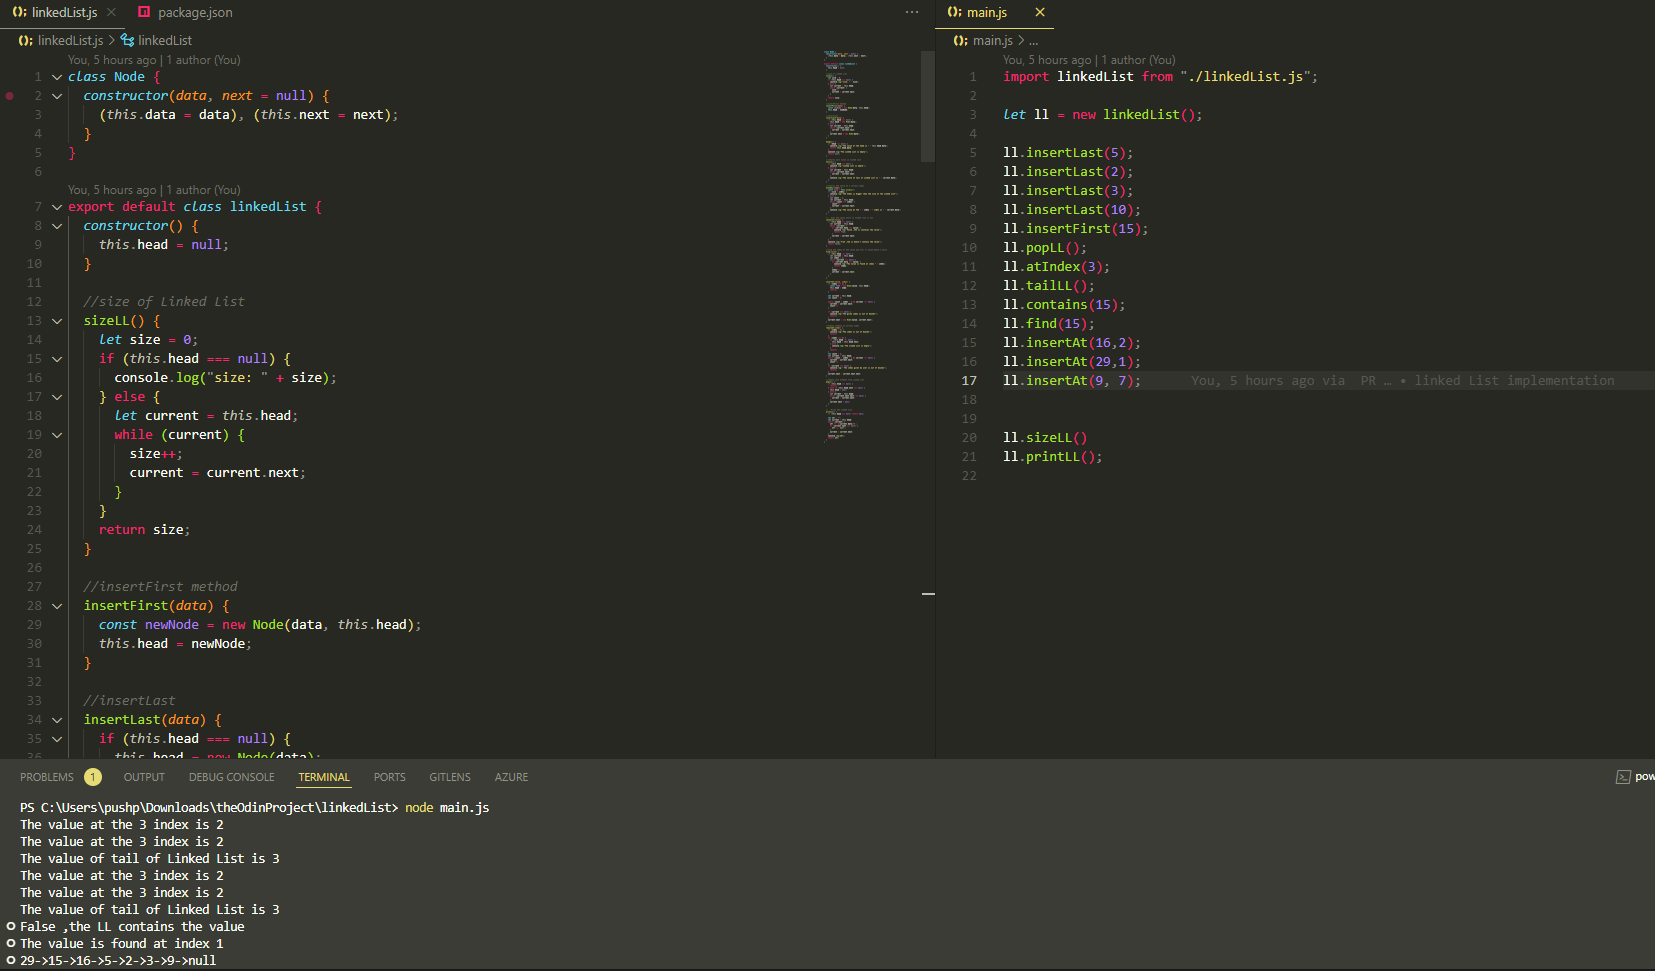 linkedList.js
package.json
linkedList.js > linkedList
You, 5 hours ago | 1 author (You)
1 class Node {
2 constructor(data, next = null) {
3 (this.data = data), (this.next = next);
4 }
5 }
6
You, 5 hours ago | 1 author (You)
7 export default class linkedList {
8 constructor() {
9 this.head = null;
10 }
11
12 //size of Linked List
13 sizeLL() {
14 let size = 0;
15 if (this.head === null) {
16 console.log("size: " + size);
17 } else {
18 let current = this.head;
19 while (current) {
20 size++;
21 current = current.next;
22 }
23 }
24 return size;
25 }
26
27 //insertFirst method
28 insertFirst(data) {
29 const newNode = new Node(data, this.head);
30 this.head = newNode;
31 }
32
33 //insertLast
34 insertLast(data) {
35 if (this.head === null) {
36 this.head = new Node(data);
main.js
main.js > ...
You, 5 hours ago | 1 author (You)
1 import linkedList from "./linkedList.js";
2
3 let ll = new linkedList();
4
5 ll.insertLast(5);
6 ll.insertLast(2);
7 ll.insertLast(3);
8 ll.insertLast(10);
9 ll.insertFirst(15);
10 ll.popLL();
11 ll.atIndex(3);
12 ll.tailLL();
13 ll.contains(15);
14 ll.find(15);
15 ll.insertAt(16,2);
16 ll.insertAt(29,1);
17 ll.insertAt(9, 7); You, 5 hours ago via PR … • linked List implementation
18
19
20 ll.sizeLL()
21 ll.printLL();
22
PROBLEMS 1 OUTPUT DEBUG CONSOLE TERMINAL PORTS GITLENS AZURE
pow
PS C:\Users\pushp\Downloads\theOdinProject\linkedList> node main.js
The value at the 3 index is 2
The value at the 3 index is 2
The value of tail of Linked List is 3
The value at the 3 index is 2
The value at the 3 index is 2
The value of tail of Linked List is 3
False ,the LL contains the value
The value is found at index 1
29->15->16->5->2->3->9->null